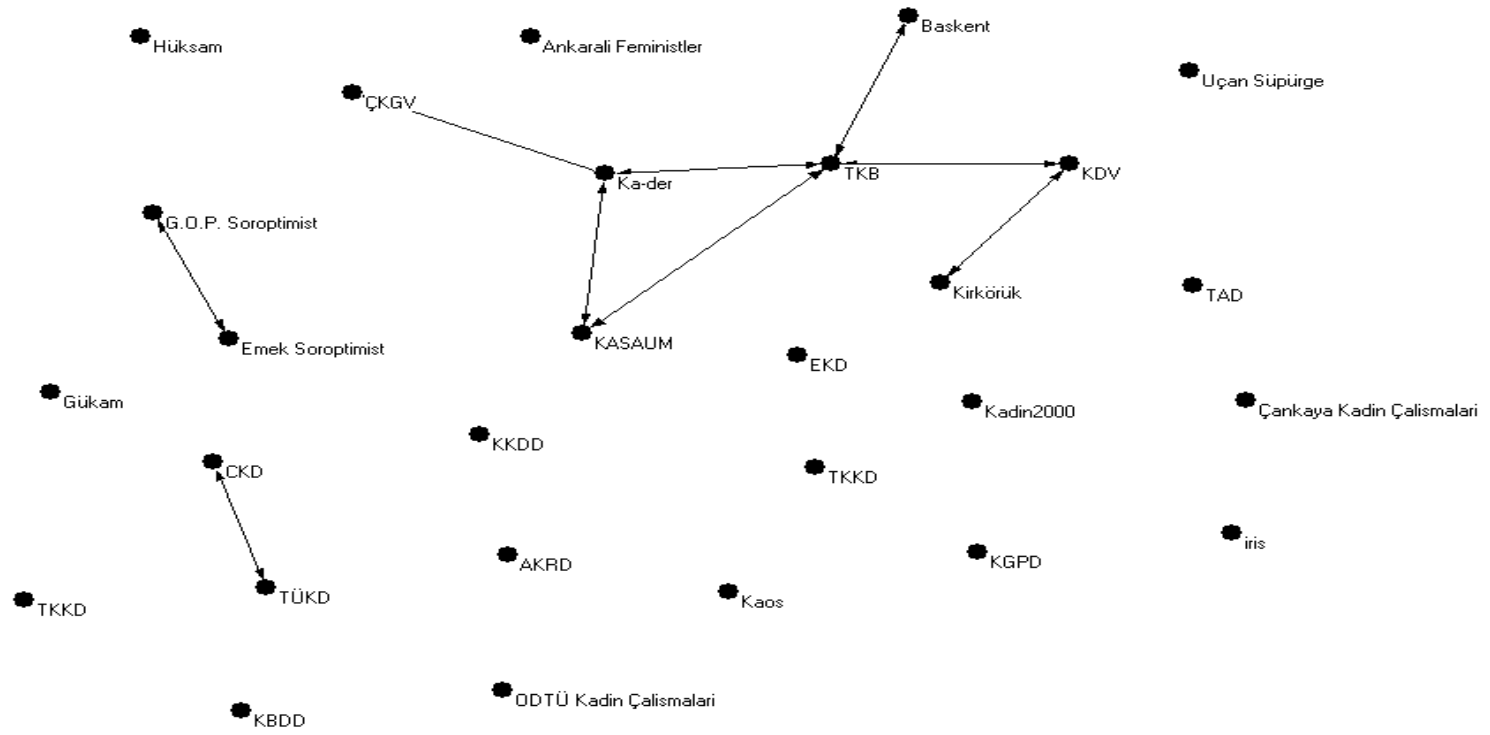 Baskent
Hüksam
Ankarali Feministler
Uçan Süpürge
ÇKGV
TKB
KDV
Ka-der
G.O.P. Soroptimist
Kirkörük
TAD
KASAUM
Emek Soroptimist
EKD
Gükam
Kadin2000
Çankaya Kadin Çalismalari
KKDD
CKD
TKKD
iris
AKRD
KGPD
TÜKD
Kaos
TKKD
ODTÜ Kadin Çalismalari
KBDD